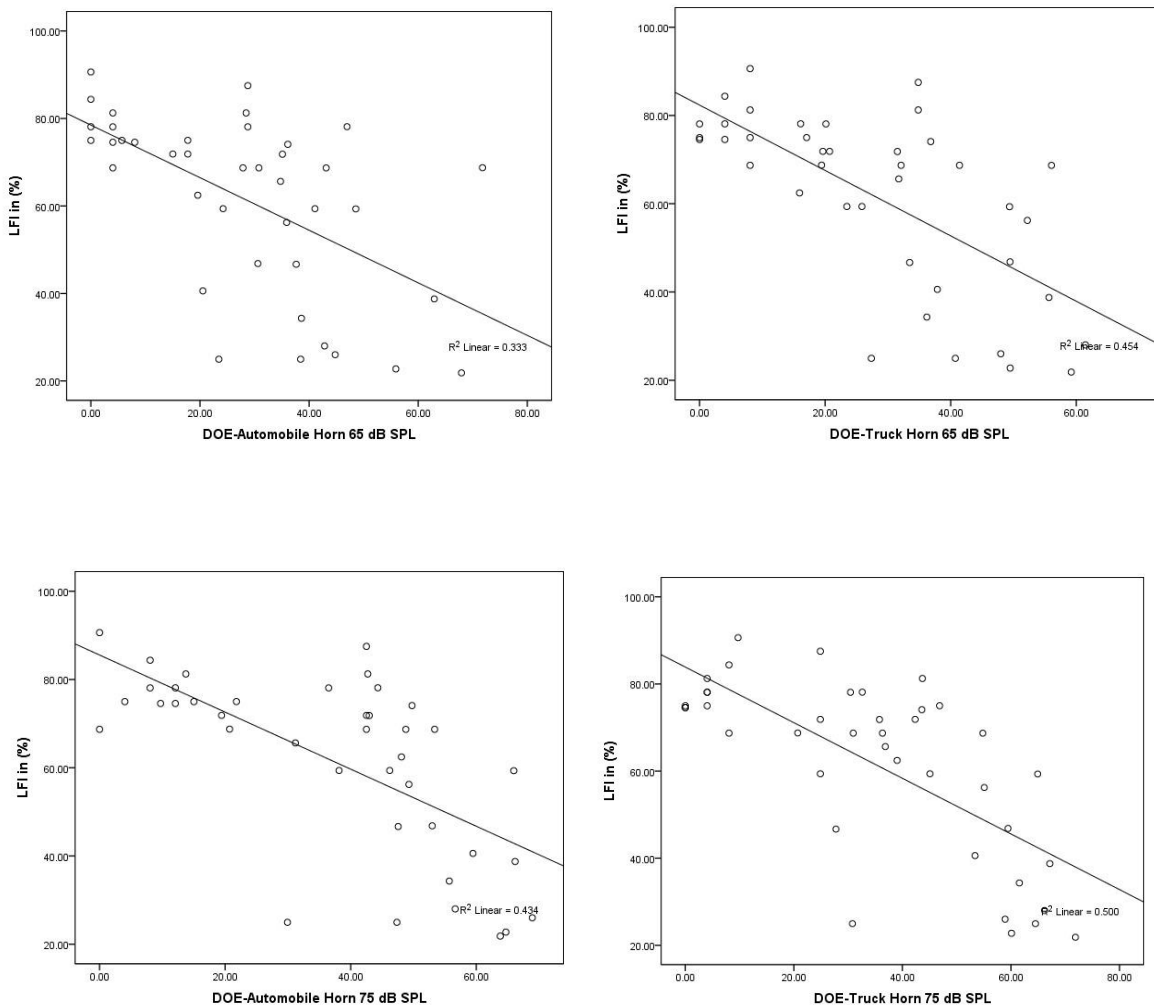 100.00
80.00
60.00
40.00
20.00
LFI in (%)
R² Linear = 0.333
0.00 20.00 40.00 60.00 80.00
DOE-Automobile Horn 65 dB SPL
100.00
80.00
60.00
40.00
20.00
LFI in (%)
R² Linear = 0.454
0.00 20.00 40.00 60.00
DOE-Truck Horn 65 dB SPL
100.00
80.00
60.00
40.00
20.00
LFI in (%)
R² Linear = 0.434
0.00 20.00 40.00 60.00
DOE-Automobile Horn 75 dB SPL
100.00
80.00
60.00
40.00
20.00
LFI in (%)
R² Linear = 0.500
0.00 20.00 40.00 60.00 80.00
DOE-Truck Horn 75 dB SPL